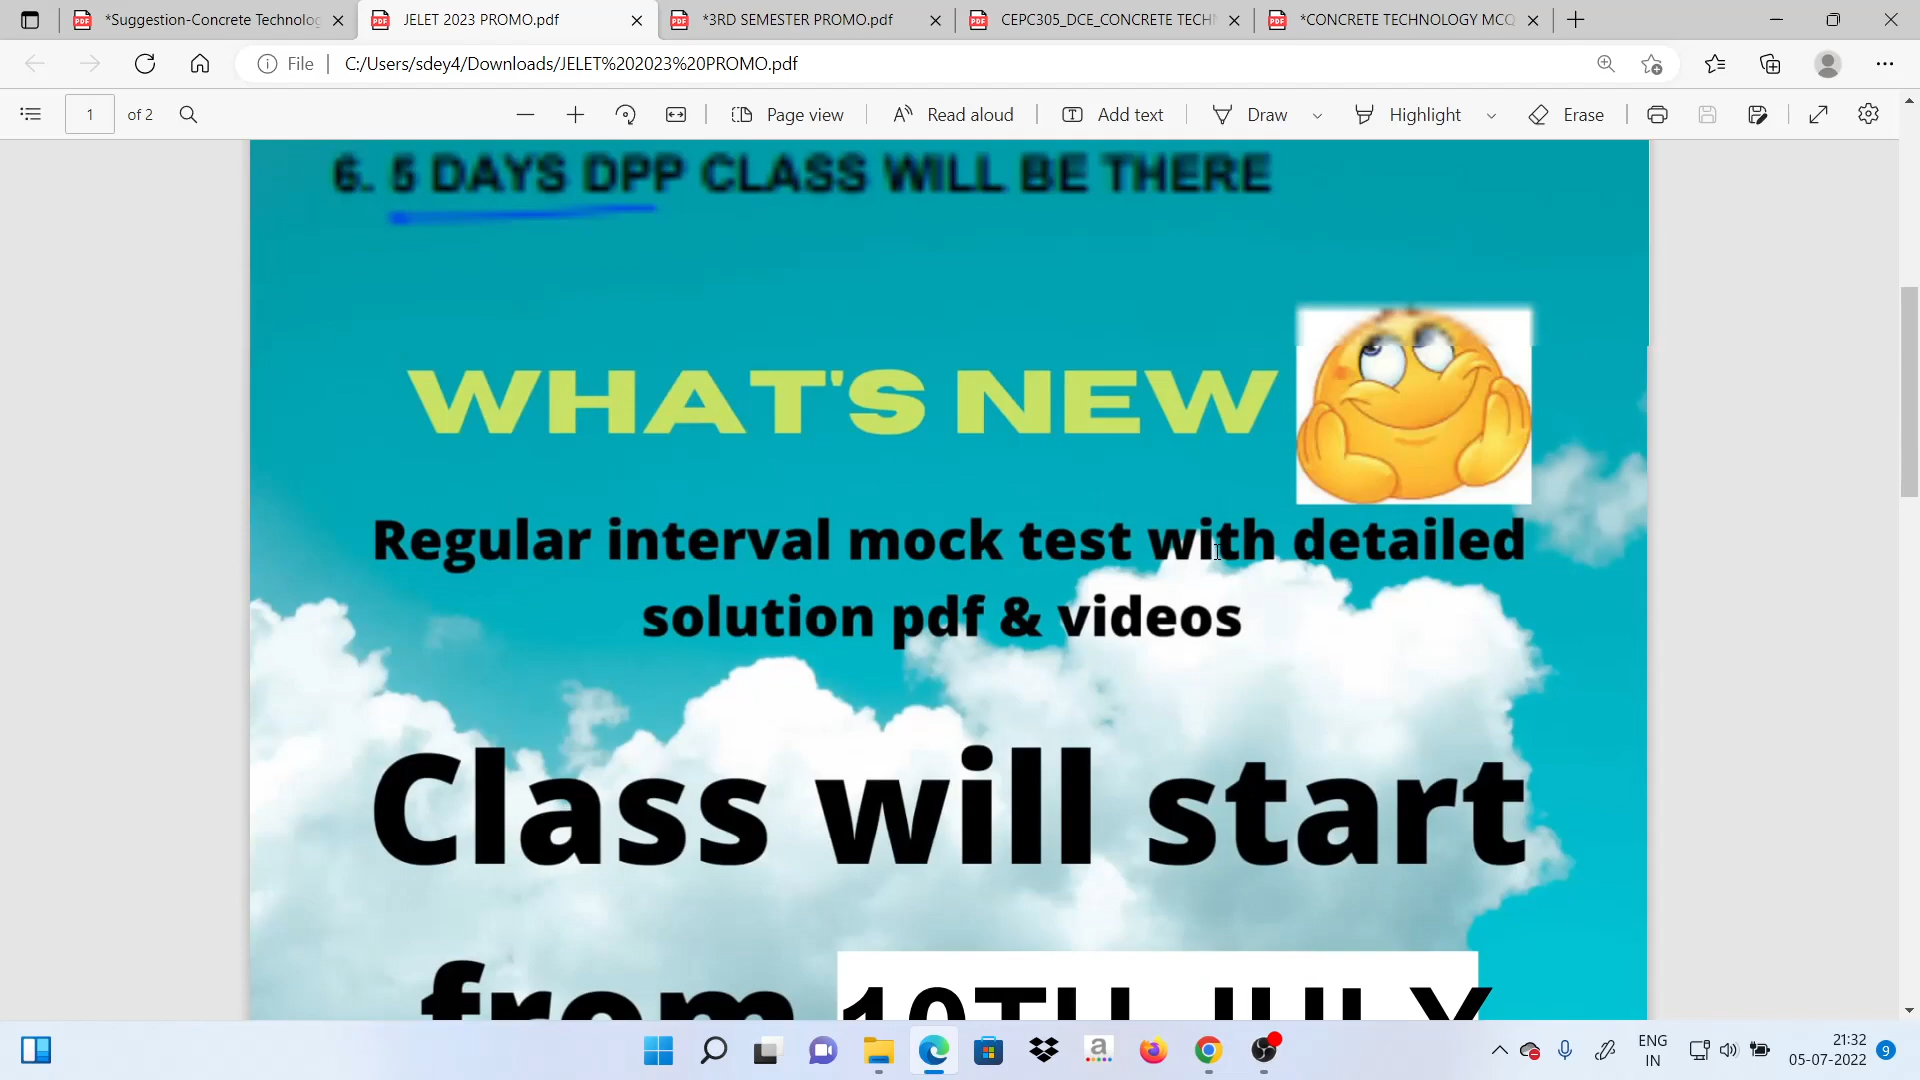 *Suggestion-Concrete Technolog
JELET 2023 PROMO.pdf
*3RD SEMESTER PROMO.pdf
CEPC305_DCE_CONCRETE TECH
*CONCRETE TECHNOLOGY MCQ
File
C:/Users/sdey4/Downloads/JELET%202023%20PROMO.pdf
1 of 2
Page view
Read aloud
Add text
Draw
Highlight
Erase
6. 5 DAYS DPP CLASS WILL BE THERE
WHAT'S NEW
Regular interval mock test with detailed
solution pdf & videos
Class will start
from 10TH JULY
ENG
IN
21:32
05-07-2022
9